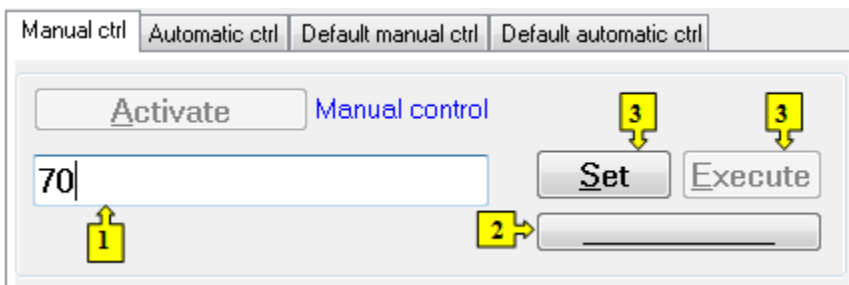 Manual ctrl Automatic ctrl Default manual ctrl Default automatic ctrl
Activate Manual control 3 3
70 Set Execute
1 2